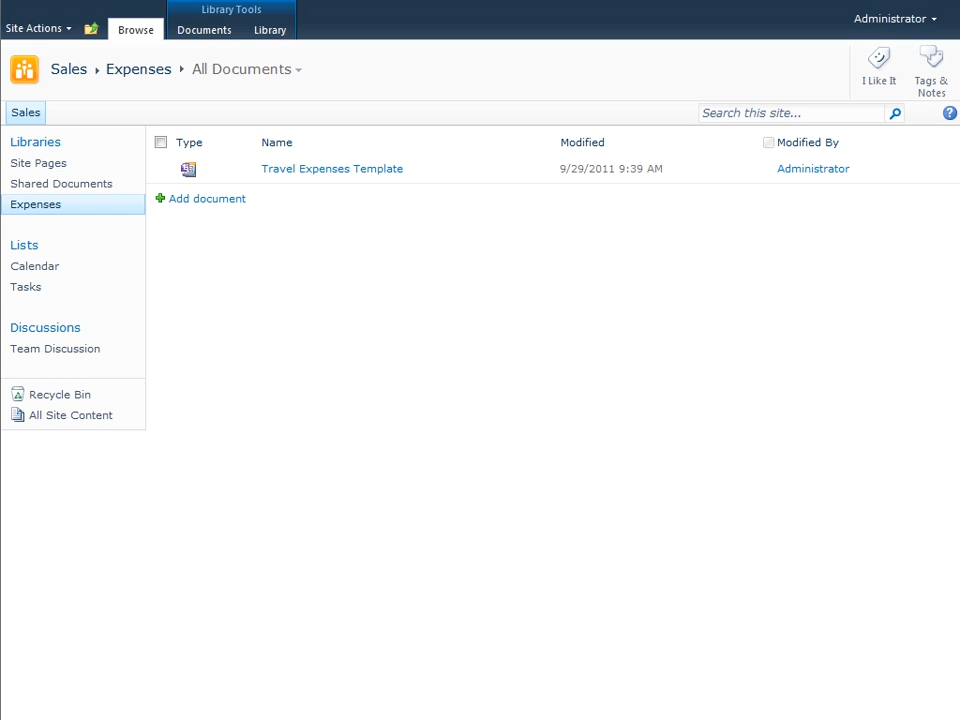 Library Tools
Administrator
Site Actions
Browse
Documents
Library
Sales
Expenses
All Documents
I Like It
Tags &
Notes
Sales
Search this site...
Libraries
Site Pages
Shared Documents
Expenses
Lists
Calendar
Tasks
Discussions
Team Discussion
Recycle Bin
All Site Content
Type
Name
Modified
Modified By
Travel Expenses Template
9/29/2011 9:39 AM
Administrator
Add document